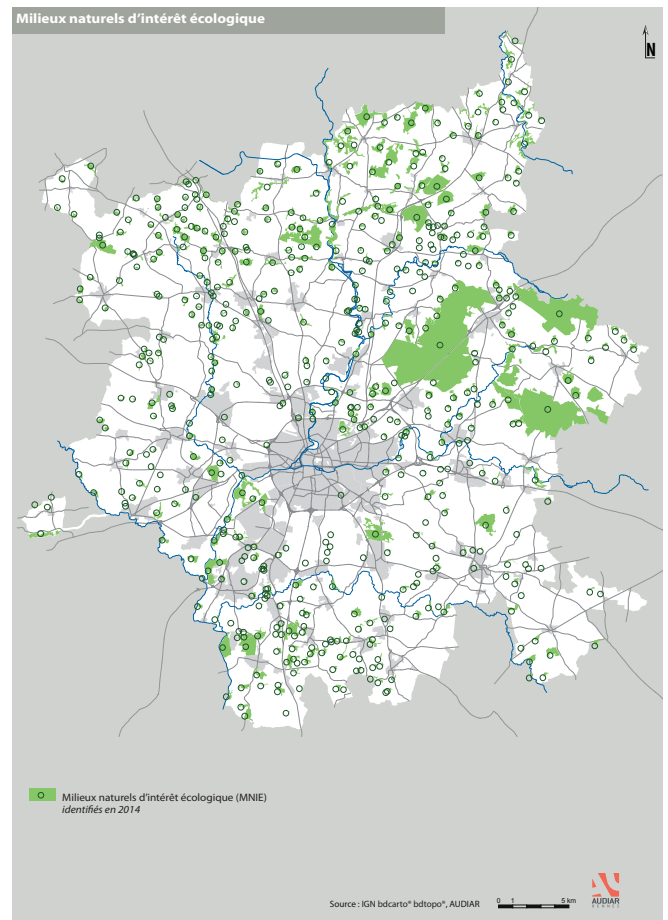 Milieux naturels d'intérêt écologique
N
Milieux naturels d'intérêt écologique (MNIE)
identifiés en 2014
Source : IGN bdcarto® bdtopo®, AUDIAR
0 1 5 km
AUDIAR
RENNES